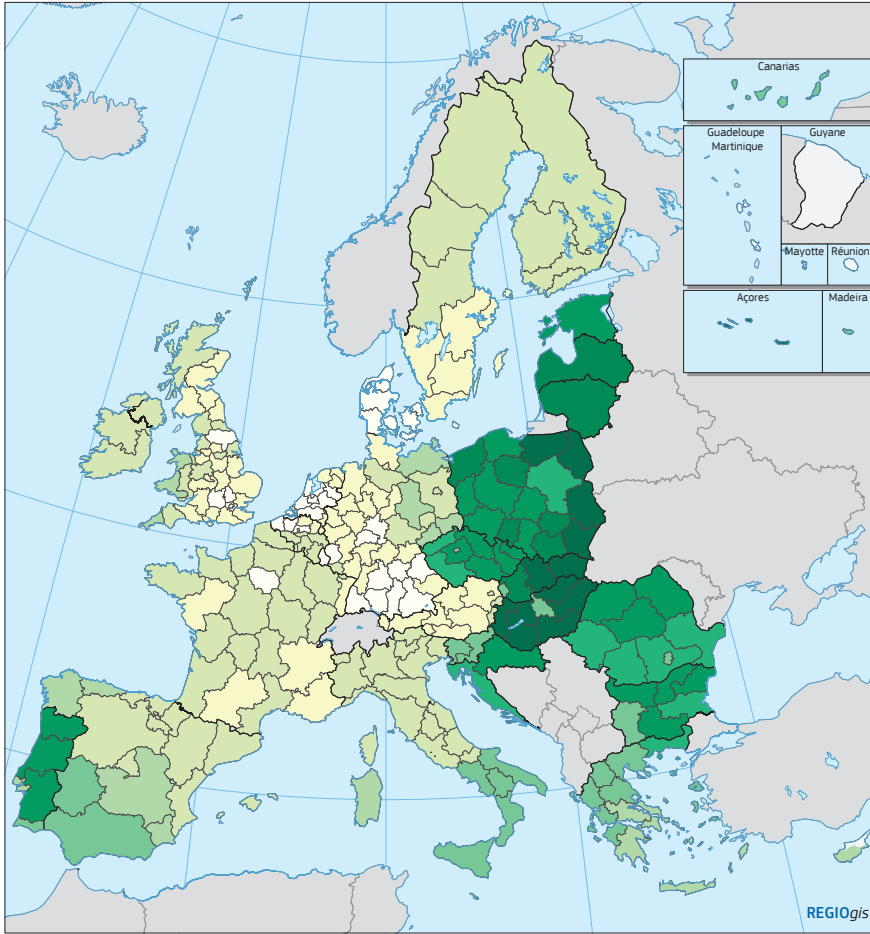 Canarias
Guadeloupe
Martinique
Guyane
Mayotte
Réunion
Açores
Madeira
REGIOgis